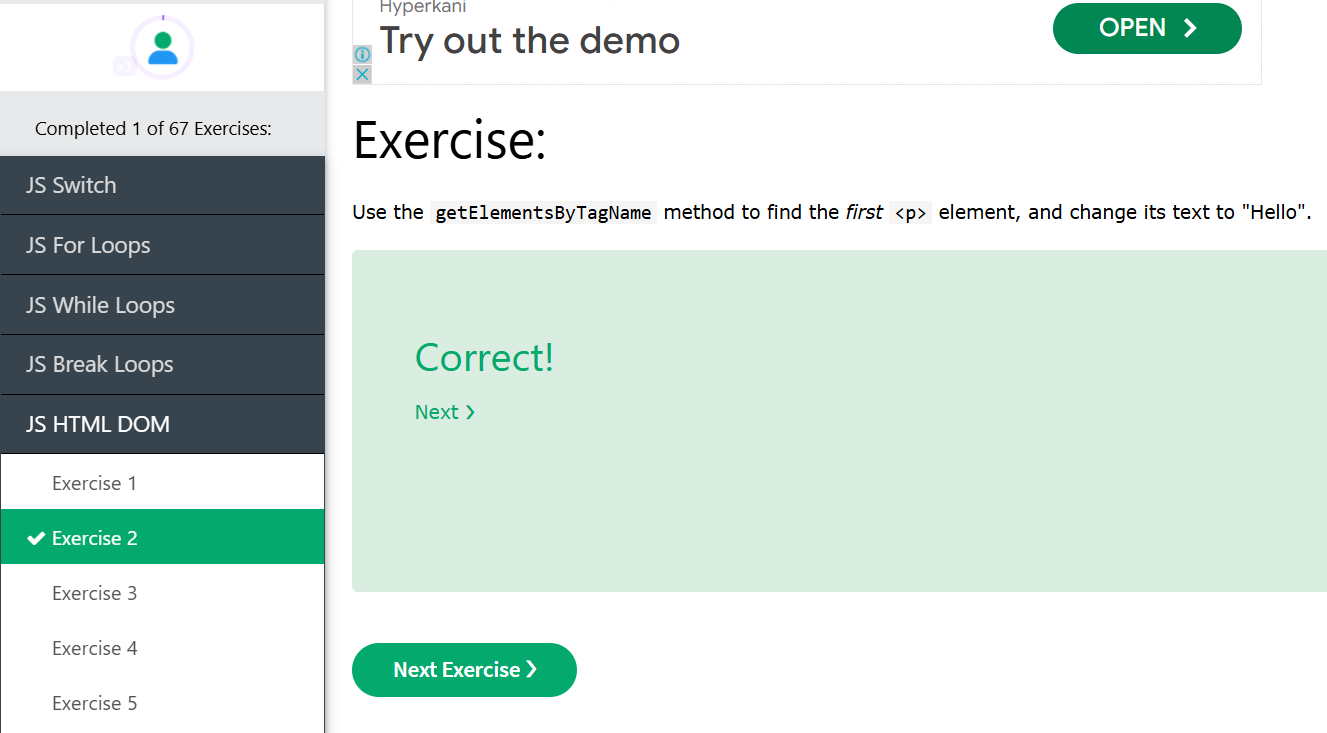 Hyperkani
Try out the demo
OPEN
+1
Completed 1 of 67 Exercises:
JS Switch
JS For Loops
JS While Loops
JS Break Loops
JS HTML DOM
Exercise 1
Exercise 2
Exercise 3
Exercise 4
Exercise 5
Exercise:
Use the getElementsByTagName method to find the first <p> element, and change its text to "Hello".
Correct!
Next ❯
Next Exercise ❯